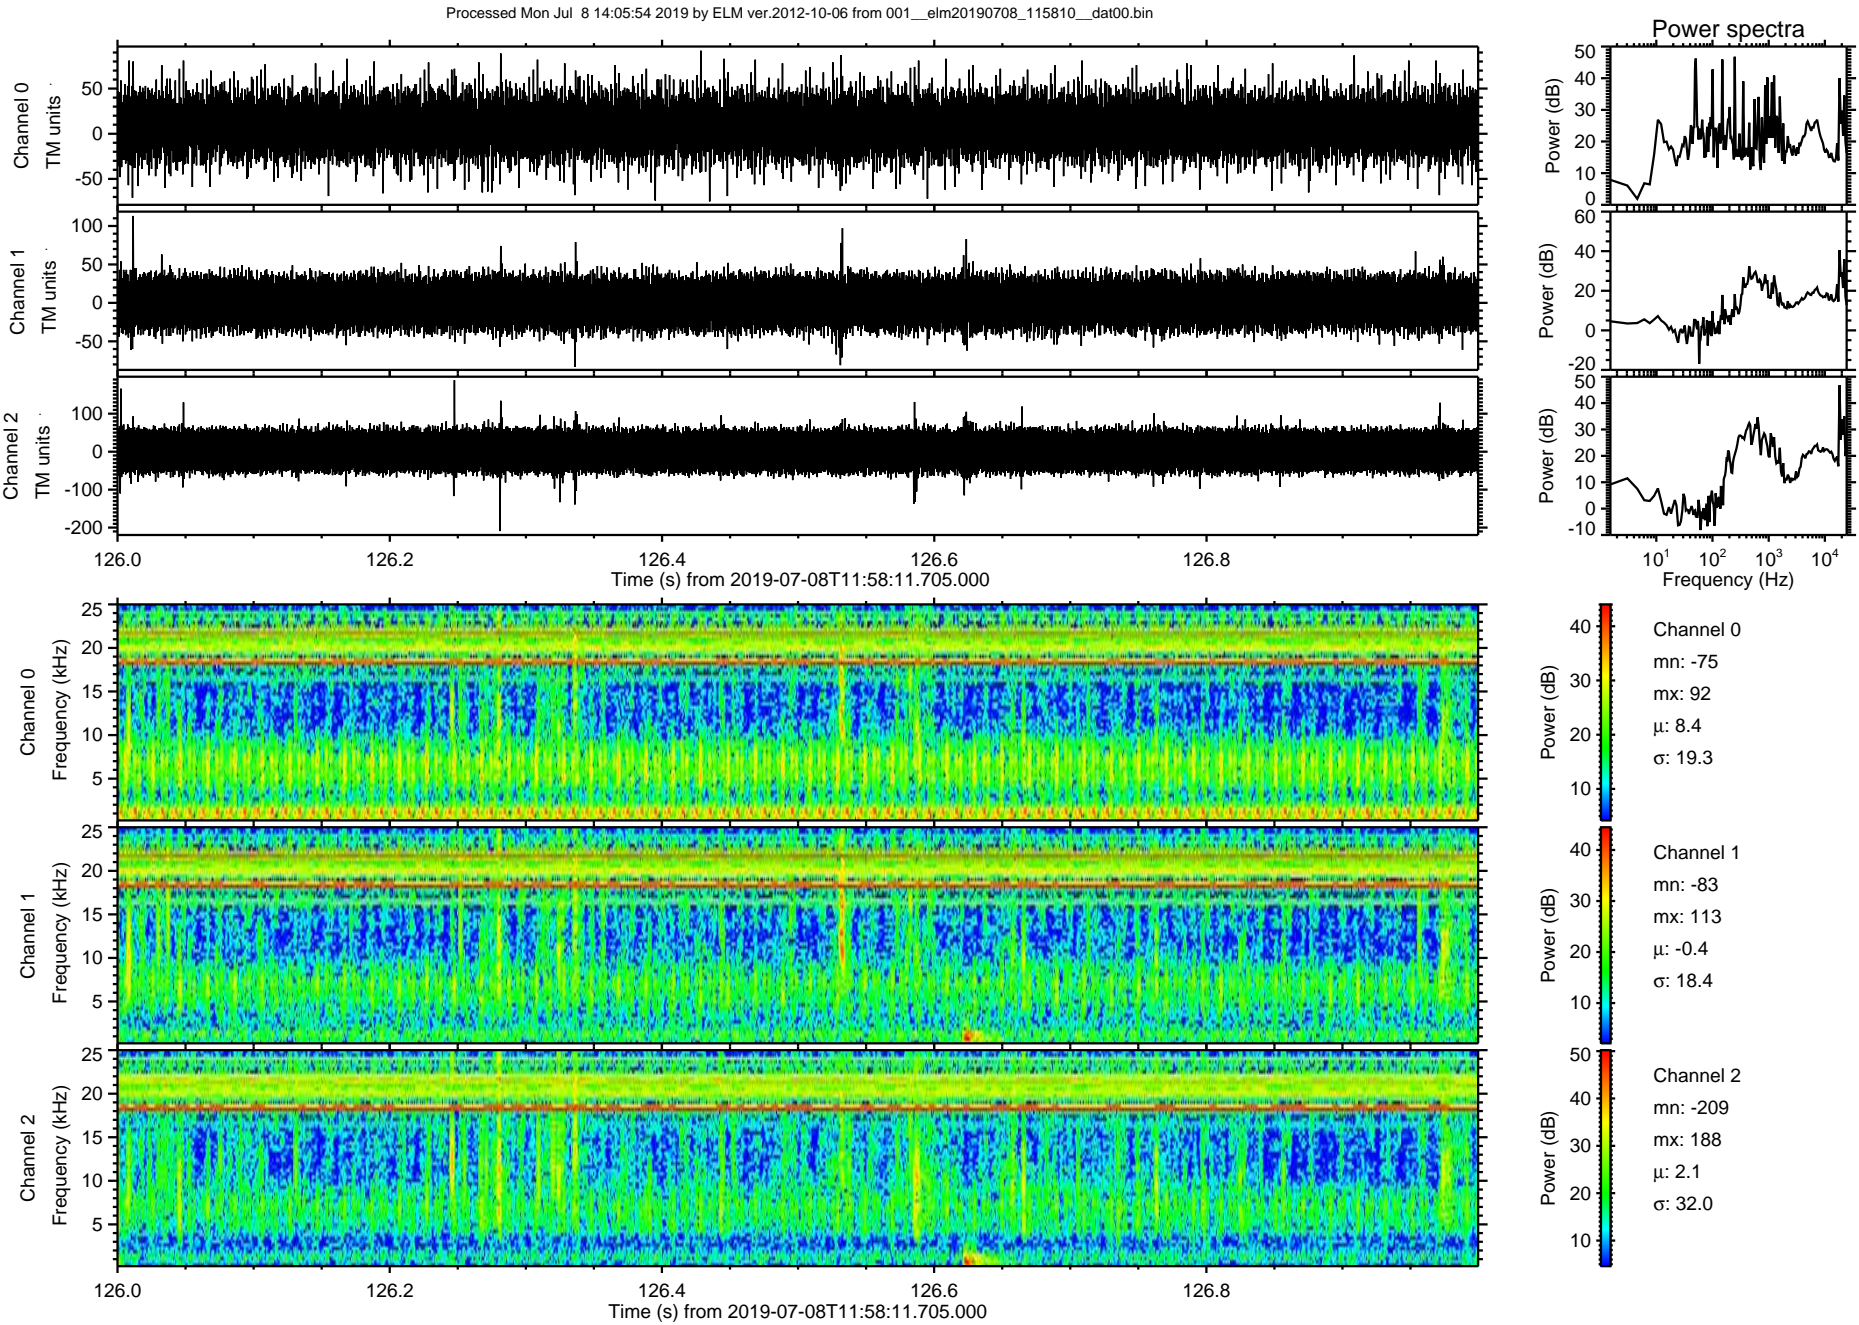 Processed Mon Jul  8 14:05:54 2019 by ELM ver.2012-10-06 from 001__elm20190708_115810__dat00.bin
Power spectra
Channel 0
TM units
50
0
-50
Power (dB)
50
40
30
20
10
0
Channel 1
TM units
100
50
0
-50
Power (dB)
60
40
20
0
-20
Channel 2
TM units
100
0
-100
-200
Power (dB)
50
40
30
20
10
0
-10
126.0 126.2 126.4 126.6 126.8
Time (s) from 2019-07-08T11:58:11.705.000
10^1 10^2 10^3 10^4
Frequency (Hz)
Channel 0
Frequency (kHz)
25
20
15
10
5
Power (dB)
40
30
20
10
Channel 0
mn: -75
mx: 92
μ: 8.4
σ: 19.3
Channel 1
Frequency (kHz)
25
20
15
10
5
Power (dB)
40
30
20
10
Channel 1
mn: -83
mx: 113
μ: -0.4
σ: 18.4
Channel 2
Frequency (kHz)
25
20
15
10
5
Power (dB)
50
40
30
20
10
Channel 2
mn: -209
mx: 188
μ: 2.1
σ: 32.0
126.0 126.2 126.4 126.6 126.8
Time (s) from 2019-07-08T11:58:11.705.000